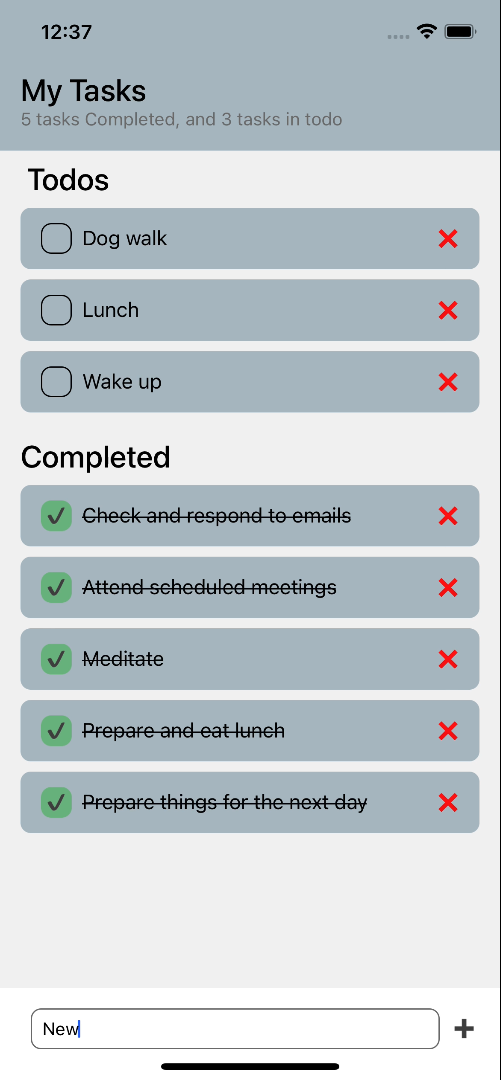 12:37
My Tasks
5 tasks Completed, and 3 tasks in todo
Todos
Dog walk
Lunch
Wake up
Completed
Check and respond to emails
Attend scheduled meetings
Meditate
Prepare and eat lunch
Prepare things for the next day
New